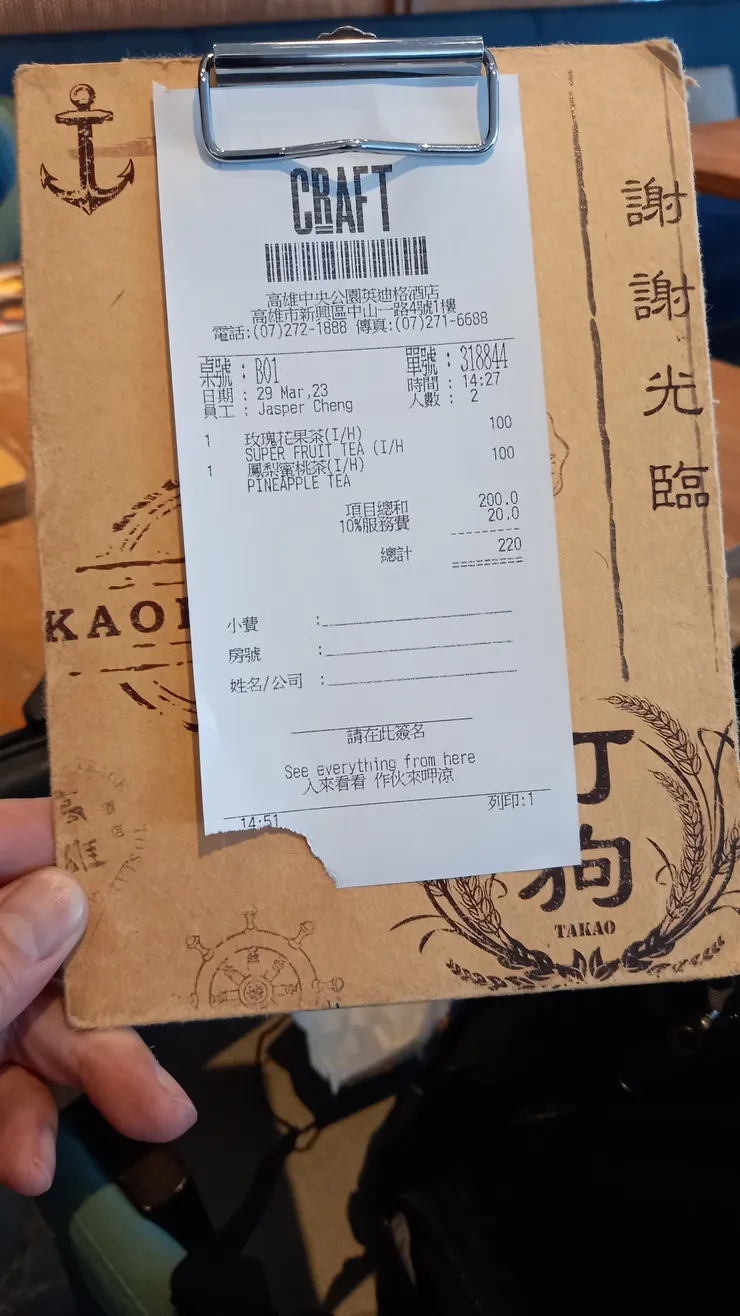 CRAFT
高雄中央公園英迪格酒店
高雄市新興區中山一路4號1樓
電話:(07)272-1888 傳真:(07)271-6688
桌號 : B01 單號 : 318844
日期 : 29 Mar,23 時間 : 14:27
員工 : Jasper Cheng 人數 : 2
1 玫瑰花果茶(I/H) 100
SUPER FRUIT TEA (I/H
1 鳳梨蜜桃茶(I/H) 100
PINEAPPLE TEA
項目總和 200.0
10%服務費 20.0
總計 220
小費 :
房號 :
姓名/公司 :
請在此簽名
See everything from here
入來看看 作伙來呷涼
列印:1
14:51
謝謝光臨
KAO
高雄
打狗
TAKAO